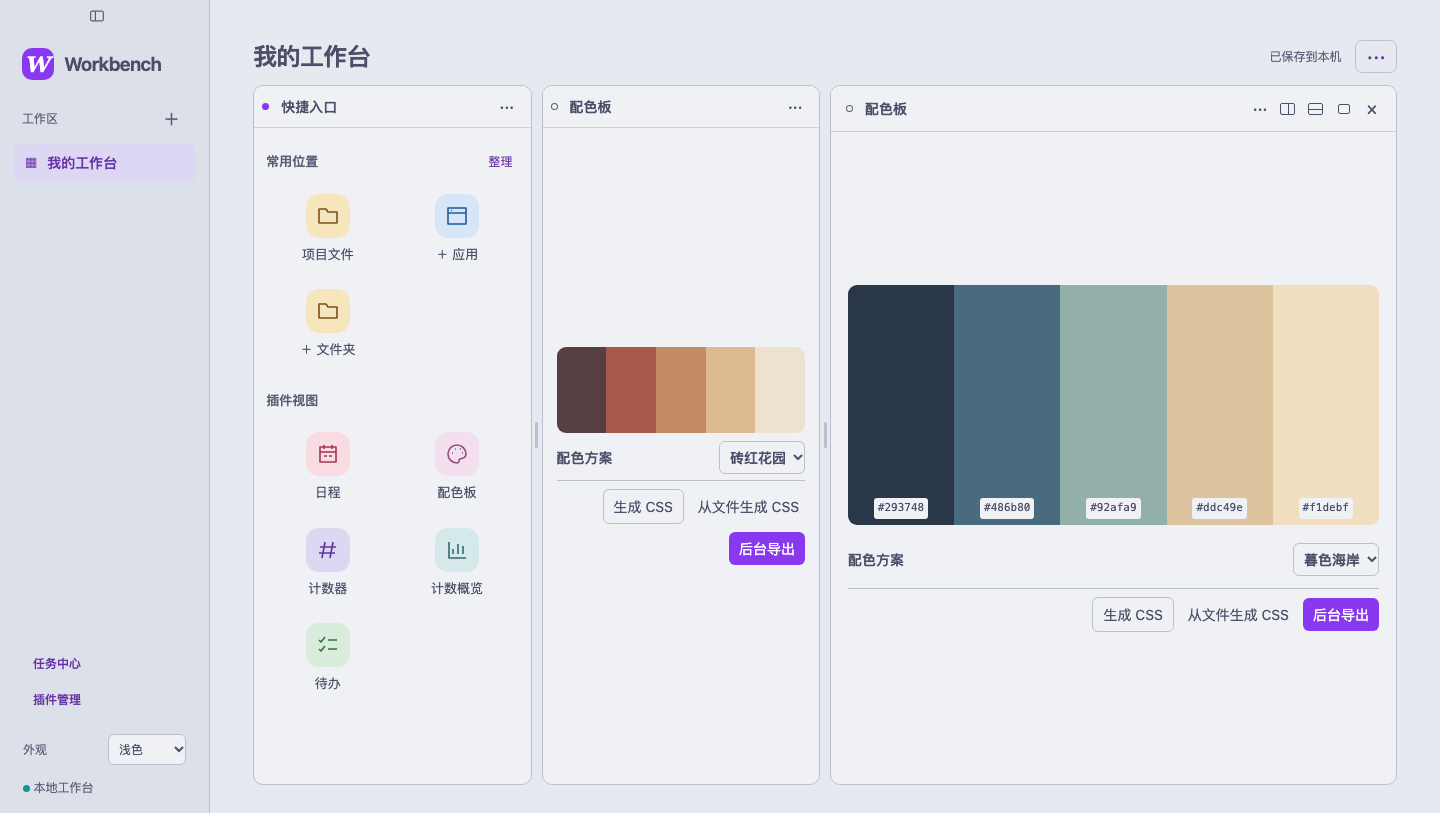 W Workbench
工作区 +
我的工作台
任务中心
插件管理
外观 浅色
本地工作台
我的工作台
已保存到本机 ...
快捷入口 ...
常用位置 整理
项目文件 + 应用
+ 文件夹
插件视图
日程 配色板
计数器 计数概览
待办
配色板 ...
配色方案 砖红花园
生成 CSS 从文件生成 CSS
后台导出
配色板 ...
#293748 #486b80 #92afa9 #ddc49e #f1debf
配色方案 暮色海岸
生成 CSS 从文件生成 CSS 后台导出